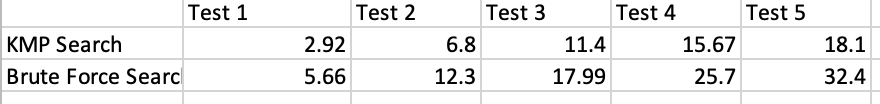 Test 1 Test 2 Test 3 Test 4 Test 5
KMP Search 2.92 6.8 11.4 15.67 18.1
Brute Force Searc 5.66 12.3 17.99 25.7 32.4